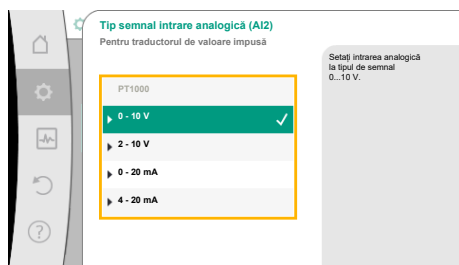 Tip semnal intrare analogică (AI2)
Pentru traductorul de valoare impusă
Setați intrarea analogică
la tipul de semnal
0...10 V.
PT1000
0 - 10 V
2 - 10 V
0 - 20 mA
4 - 20 mA
?